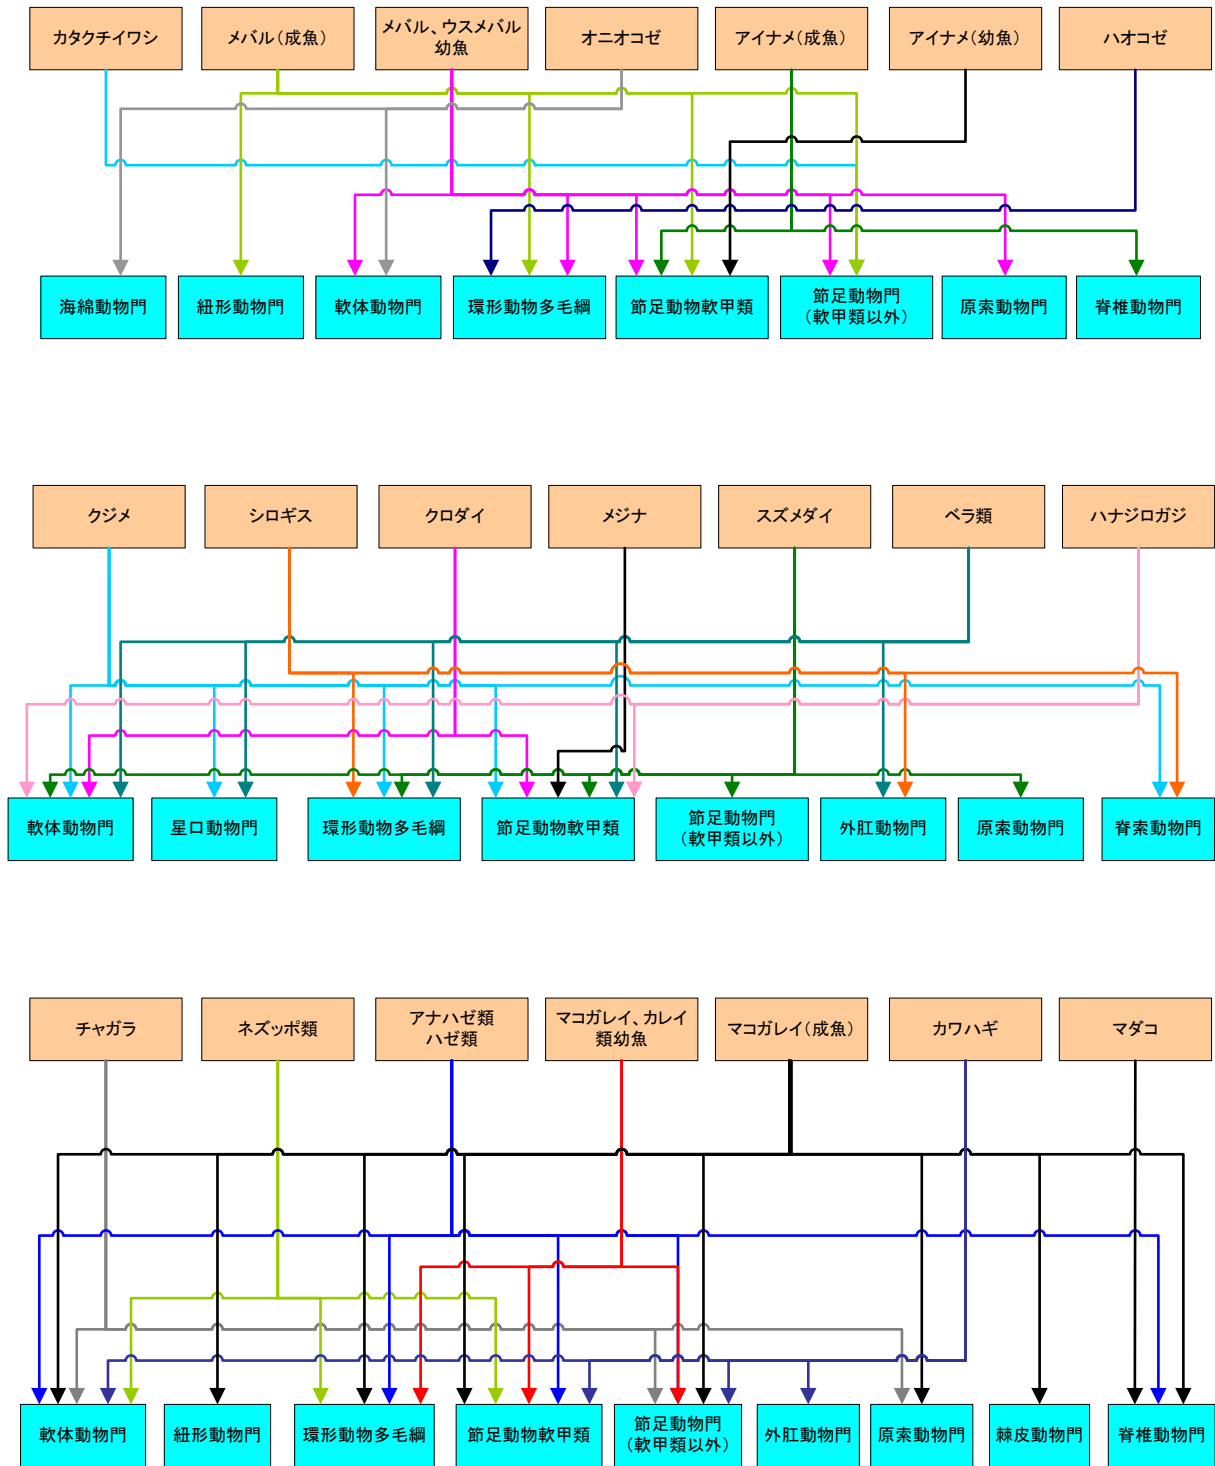 カタクチイワシ
メバル（成魚）
メバル、ウスメバル
幼魚
オニオコゼ
アイナメ（成魚）
アイナメ（幼魚）
ハオコゼ
海綿動物門
紐形動物門
軟体動物門
環形動物多毛綱
節足動物軟甲類
節足動物門
（軟甲類以外）
原索動物門
脊椎動物門
クジメ
シロギス
クロダイ
メジナ
スズメダイ
ベラ類
ハナジロガジ
軟体動物門
星口動物門
環形動物多毛綱
節足動物軟甲類
節足動物門
（軟甲類以外）
外肛動物門
原索動物門
脊索動物門
チャガラ
ネズッポ類
アナハゼ類
ハゼ類
マコガレイ、カレイ
類幼魚
マコガレイ（成魚）
カワハギ
マダコ
軟体動物門
紐形動物門
環形動物多毛綱
節足動物軟甲類
節足動物門
（軟甲類以外）
外肛動物門
原索動物門
棘皮動物門
脊椎動物門